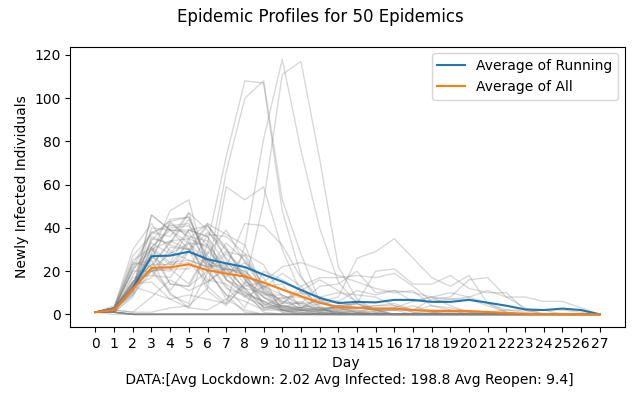 Epidemic Profiles for 50 Epidemics
120
100
80
60
40
20
0
Newly Infected Individuals
Average of Running
Average of All
0 1 2 3 4 5 6 7 8 9 10 11 12 13 14 15 16 17 18 19 20 21 22 23 24 25 26 27
Day
DATA:[Avg Lockdown: 2.02 Avg Infected: 198.8 Avg Reopen: 9.4]